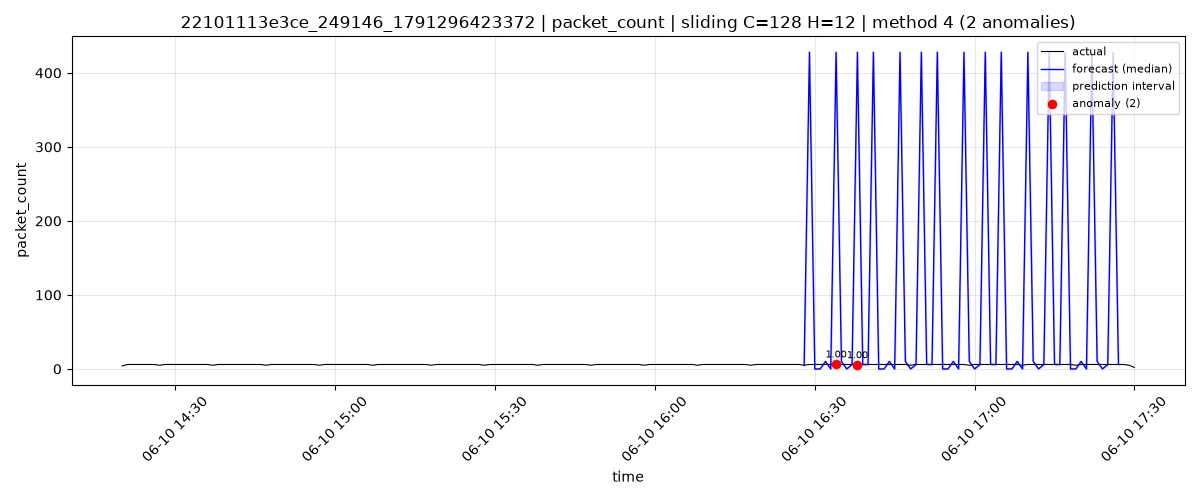 22101113e3ce_249146_1791296423372 | packet_count | sliding C=128 H=12 | method 4 (2 anomalies)
actual
forecast (median)
prediction interval
anomaly (2)
packet_count
400
300
200
100
0
1.00
1.00
06-10 14:30
06-10 15:00
06-10 15:30
06-10 16:00
06-10 16:30
06-10 17:00
06-10 17:30
time